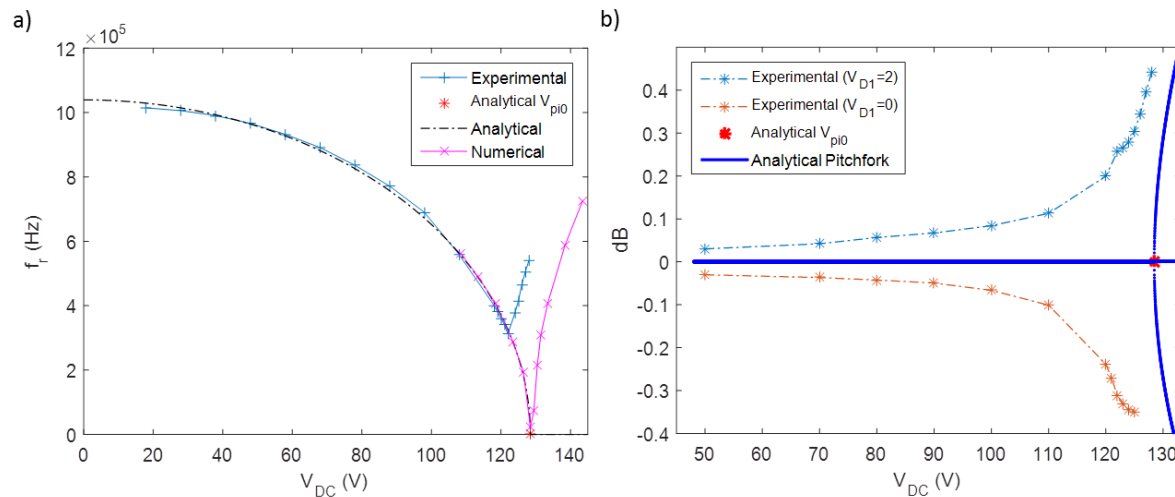 a)
×10^5
12
10
8
6
4
2
0
f_r (Hz)
0 20 40 60 80 100 120 140
V_DC (V)
Experimental
Analytical V_pi0
Analytical
Numerical
b)
0.4
0.3
0.2
0.1
0
-0.1
-0.2
-0.3
-0.4
dB
50 60 70 80 90 100 110 120 130
V_DC (V)
Experimental (V_D1=2)
Experimental (V_D1=0)
Analytical V_pi0
Analytical Pitchfork